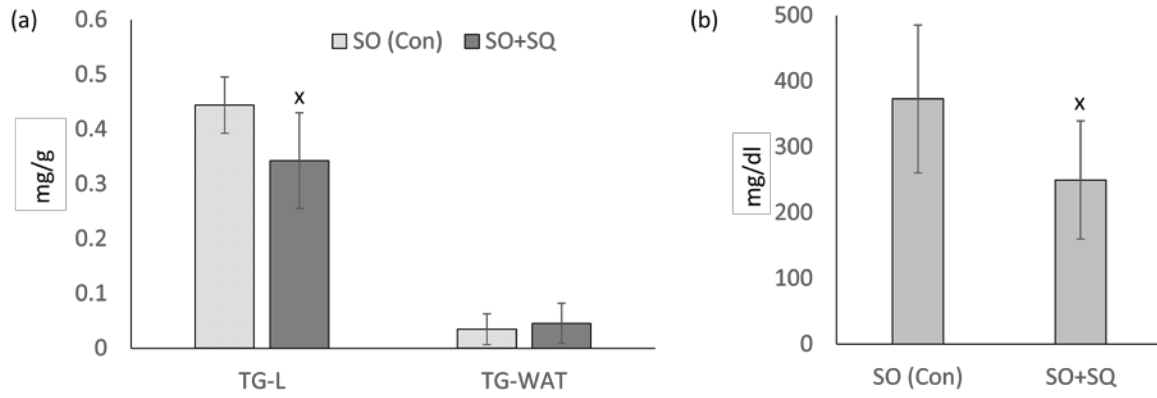 (a)
0.6
0.5
0.4
0.3
0.2
0.1
0
mg/g
SO (Con) SO+SQ
x
TG-L TG-WAT
(b)
500
400
300
200
100
0
mg/dl
x
SO (Con) SO+SQ